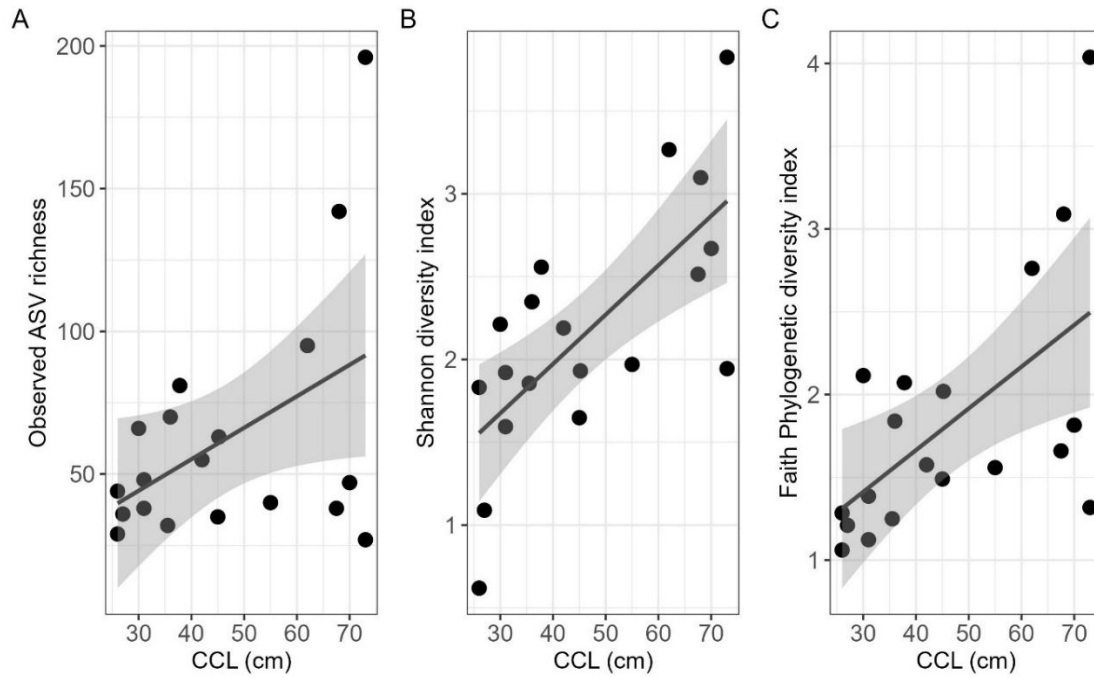 A
Observed ASV richness
200
150
100
50
30 40 50 60 70
CCL (cm)
B
Shannon diversity index
3
2
1
30 40 50 60 70
CCL (cm)
C
Faith Phylogenetic diversity index
4
3
2
1
30 40 50 60 70
CCL (cm)